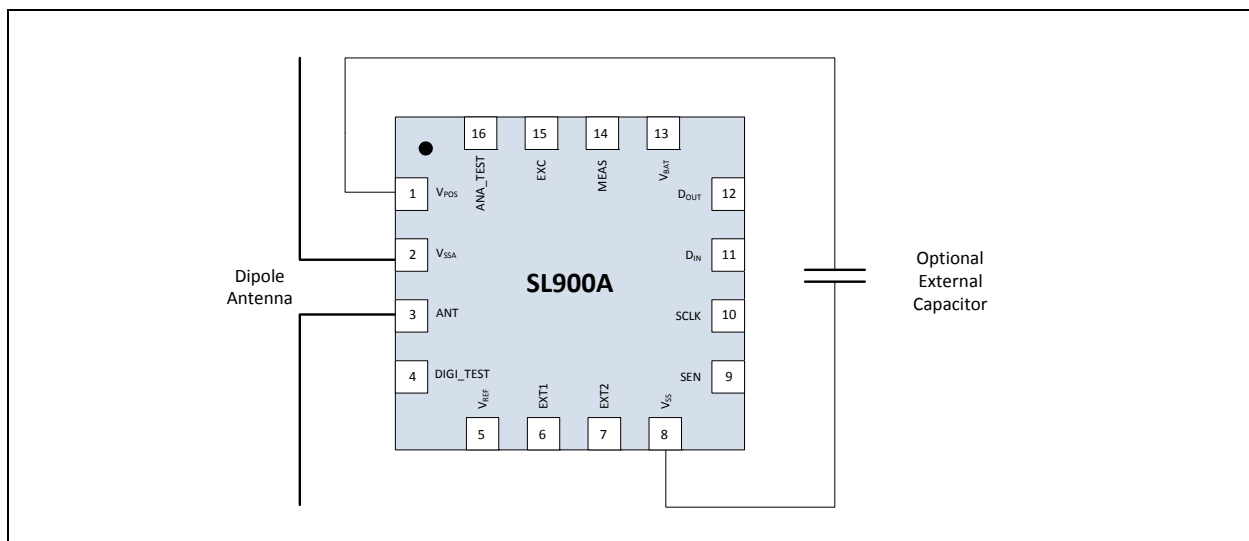 16
15
14
13
ANA_TEST
EXC
MEAS
VBAT
1
VPOS
DOUT
12
2
VSSA
DIN
11
Dipole
Antenna
SL900A
Optional
External
Capacitor
3
ANT
SCLK
10
4
DIGI_TEST
SEN
9
VREF
EXT1
EXT2
VSS
5
6
7
8